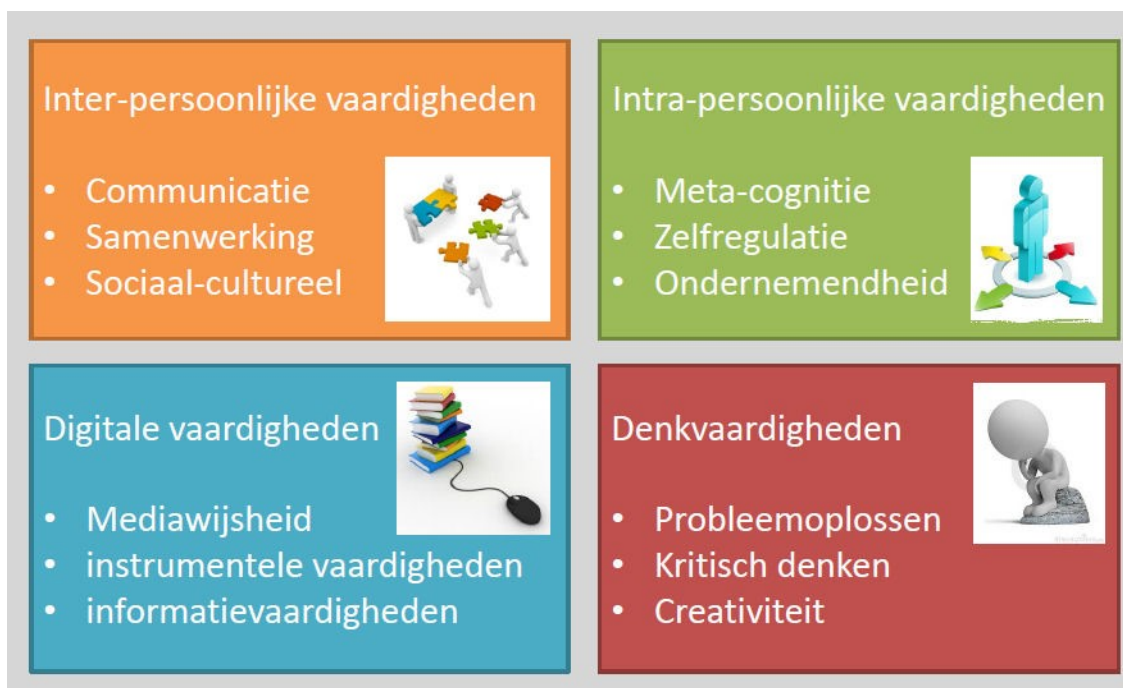 Inter-persoonlijke vaardigheden
• Communicatie
• Samenwerking
• Sociaal-cultureel
Intra-persoonlijke vaardigheden
• Meta-cognitie
• Zelfregulatie
• Ondernemendheid
Digitale vaardigheden
• Mediawijsheid
• instrumentele vaardigheden
• informatievaardigheden
Denkvaardigheden
• Probleemoplossen
• Kritisch denken
• Creativiteit